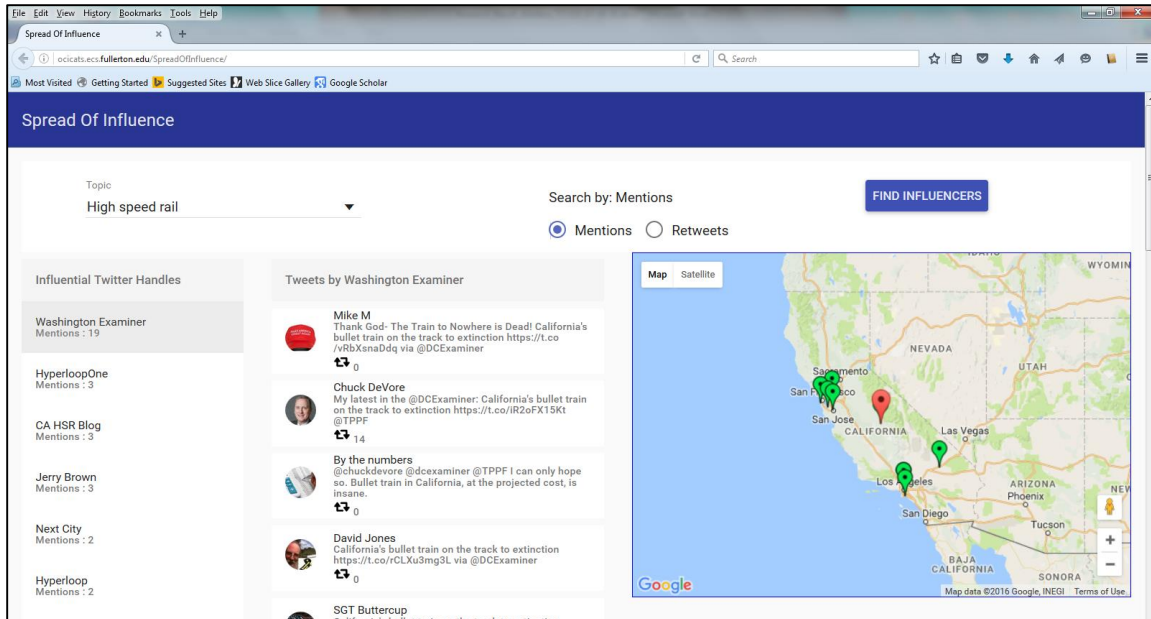 File Edit View History Bookmarks Tools Help
Spread Of Influence × +
ocicats.ecs.fullerton.edu/SpreadOfInfluence/
Search
Most Visited Getting Started Suggested Sites Web Slice Gallery Google Scholar
Spread Of Influence
Topic
High speed rail
Search by: Mentions
Mentions Retweets
FIND INFLUENCERS
Influential Twitter Handles
Washington Examiner
Mentions : 19
HyperloopOne
Mentions : 3
CA HSR Blog
Mentions : 3
Jerry Brown
Mentions : 3
Next City
Mentions : 2
Hyperloop
Mentions : 2
Tweets by Washington Examiner
Mike M
Thank God- The Train to Nowhere is Dead! California's
bullet train on the track to extinction https://t.co
/vRbXsnaDdq via @DCExaminer
0
Chuck DeVore
My latest in the @DCExaminer: California's bullet train
on the track to extinction https://t.co/iR2oFX15Kt
@TPPF
14
By the numbers
@chuckdevore @dcexaminer @TPPF I can only hope
so. Bullet train in California, at the projected cost, is
insane.
0
David Jones
California's bullet train on the track to extinction
https://t.co/rCLXu3mg3L via @DCExaminer
0
SGT Buttercup
Map Satellite
WYOMIN
NEVADA
UTAH
Sacramento
San Francisco
San Jose
CALIFORNIA
Las Vegas
Los Angeles
ARIZONA
Phoenix
NEW
San Diego
Tucson
BAJA
CALIFORNIA
SONORA
Google
Map data ©2016 Google, INEGI Terms of Use